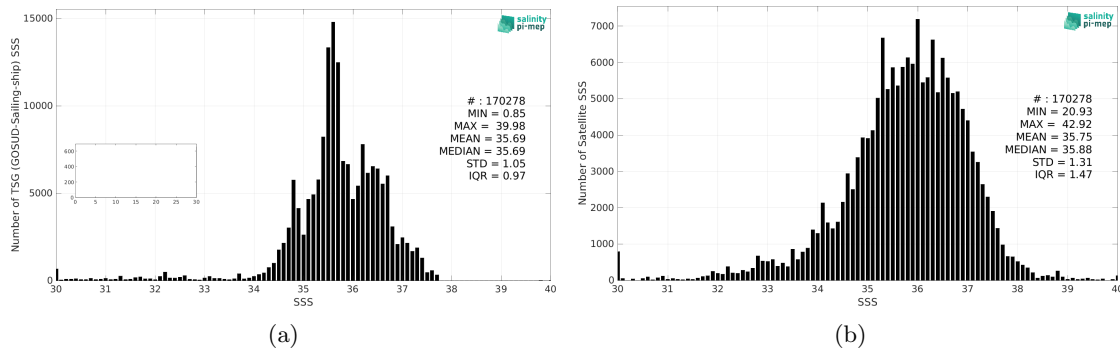 15000
10000
5000
0
Number of TSG (GOSUD-Sailing-ship) SSS
600
400
200
0
0 5 10 15 20 25 30
salinity
pi-mep
# : 170278
MIN = 0.85
MAX = 39.98
MEAN = 35.69
MEDIAN = 35.69
STD = 1.05
IQR = 0.97
30 31 32 33 34 35 36 37 38 39 40
SSS
(a)
7000
6000
5000
4000
3000
2000
1000
0
Number of Satellite SSS
salinity
pi-mep
# : 170278
MIN = 20.93
MAX = 42.92
MEAN = 35.75
MEDIAN = 35.88
STD = 1.31
IQR = 1.47
30 31 32 33 34 35 36 37 38 39 40
SSS
(b)